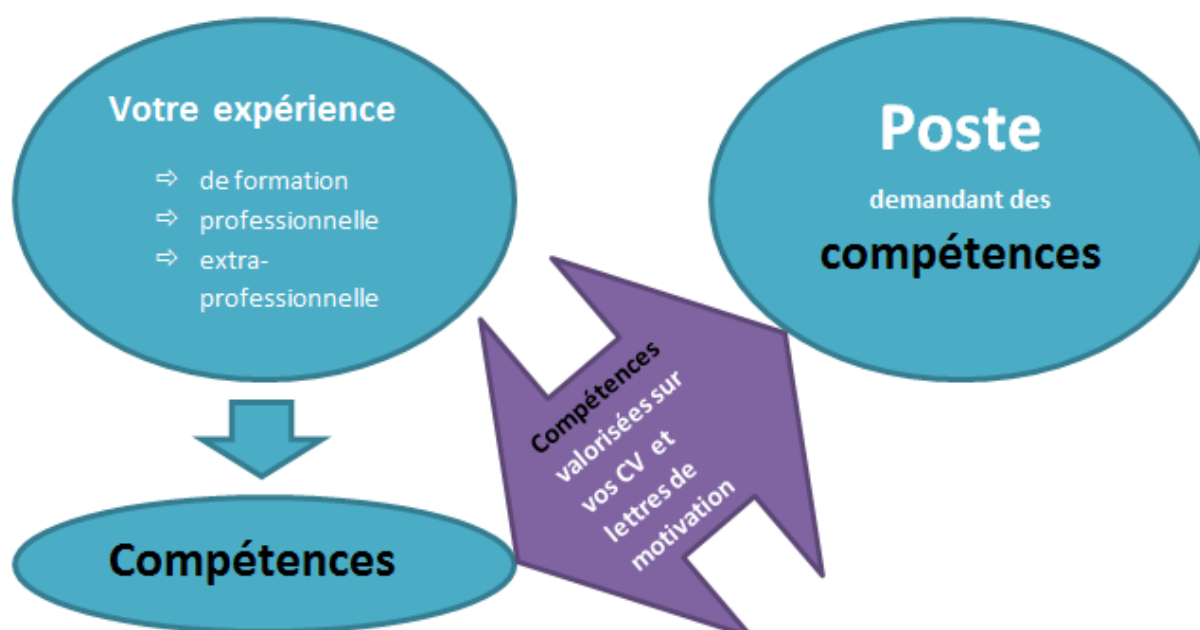 Votre expérience
⇨ de formation
⇨ professionnelle
⇨ extra-
professionnelle
Poste
demandant des
compétences
Compétences
valorisées sur
vos CV et
lettres de
motivation
Compétences